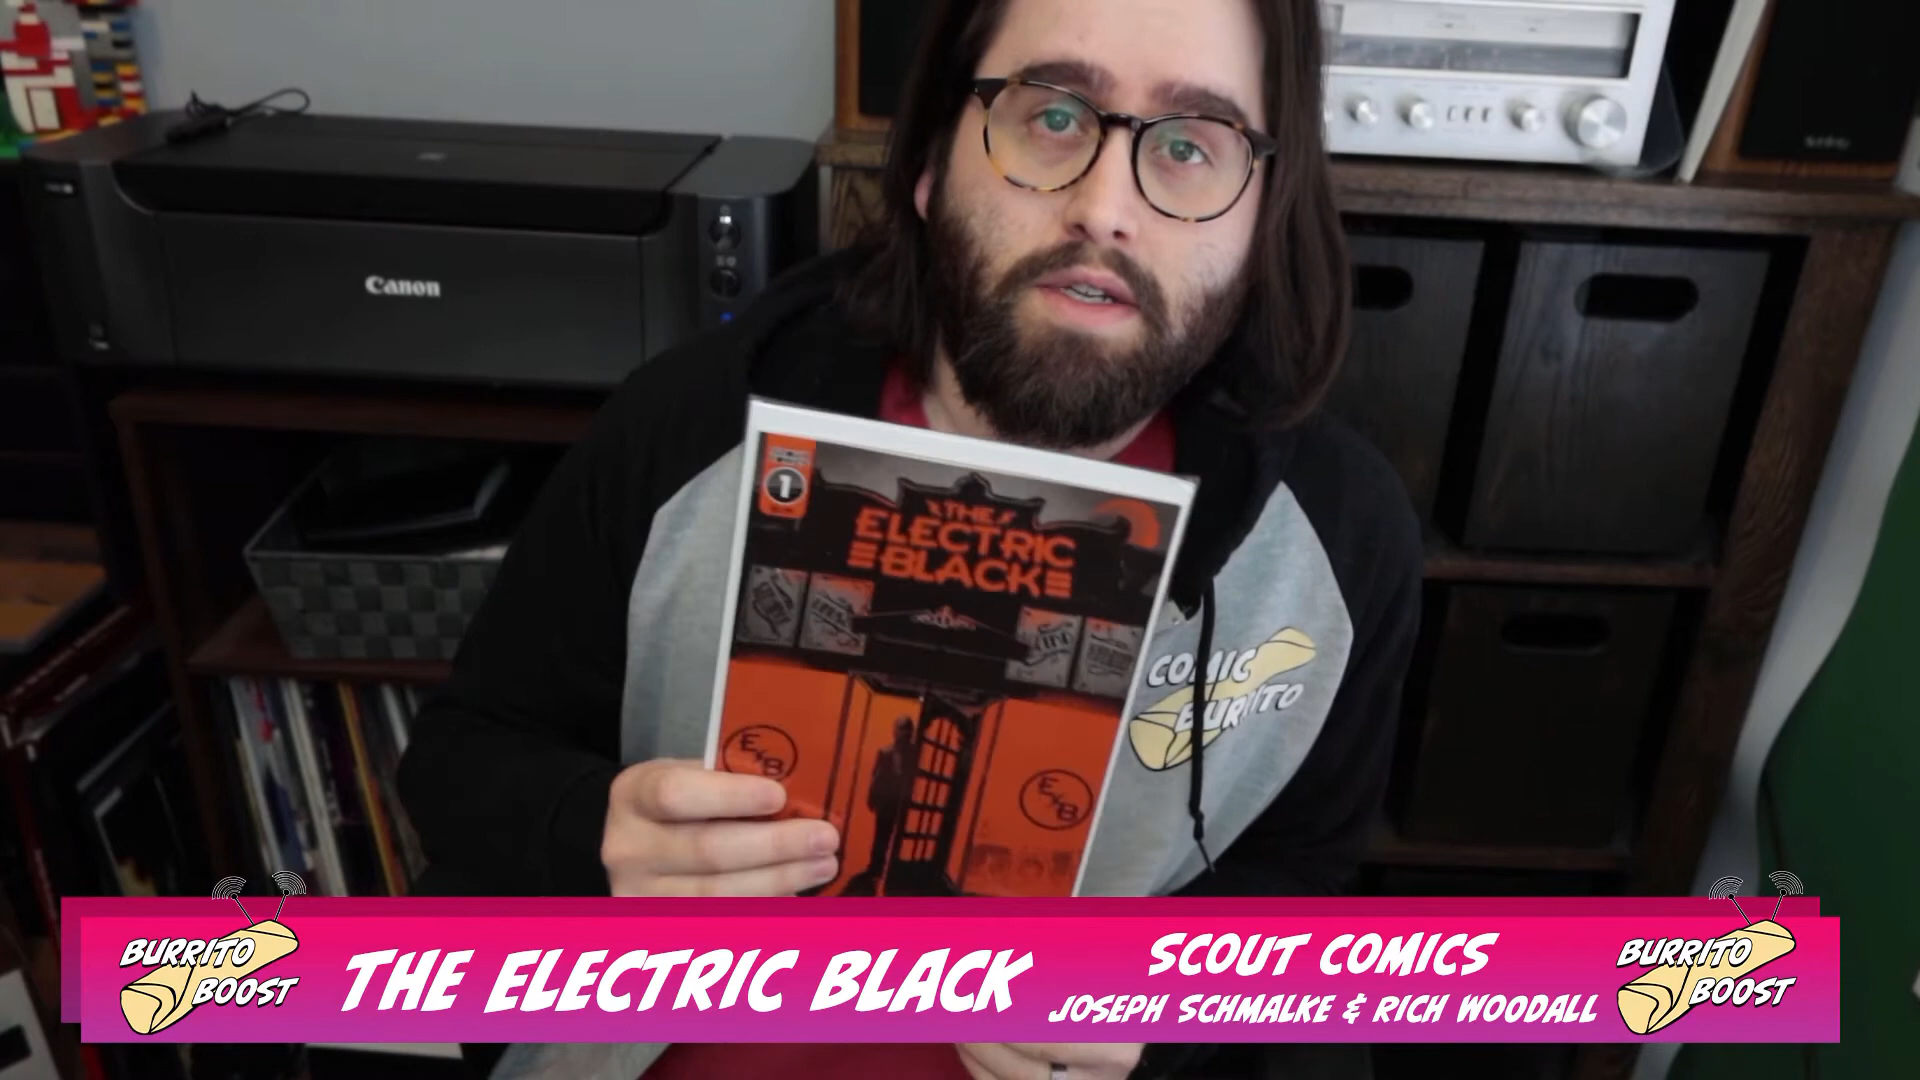 Canon
1
THE
ELECTRIC
BLACK
COMIC
BURRITO
E
B
E
B
BURRITO
BOOST
THE ELECTRIC BLACK
SCOUT COMICS
JOSEPH SCHMALKE & RICH WOODALL
BURRITO
BOOST